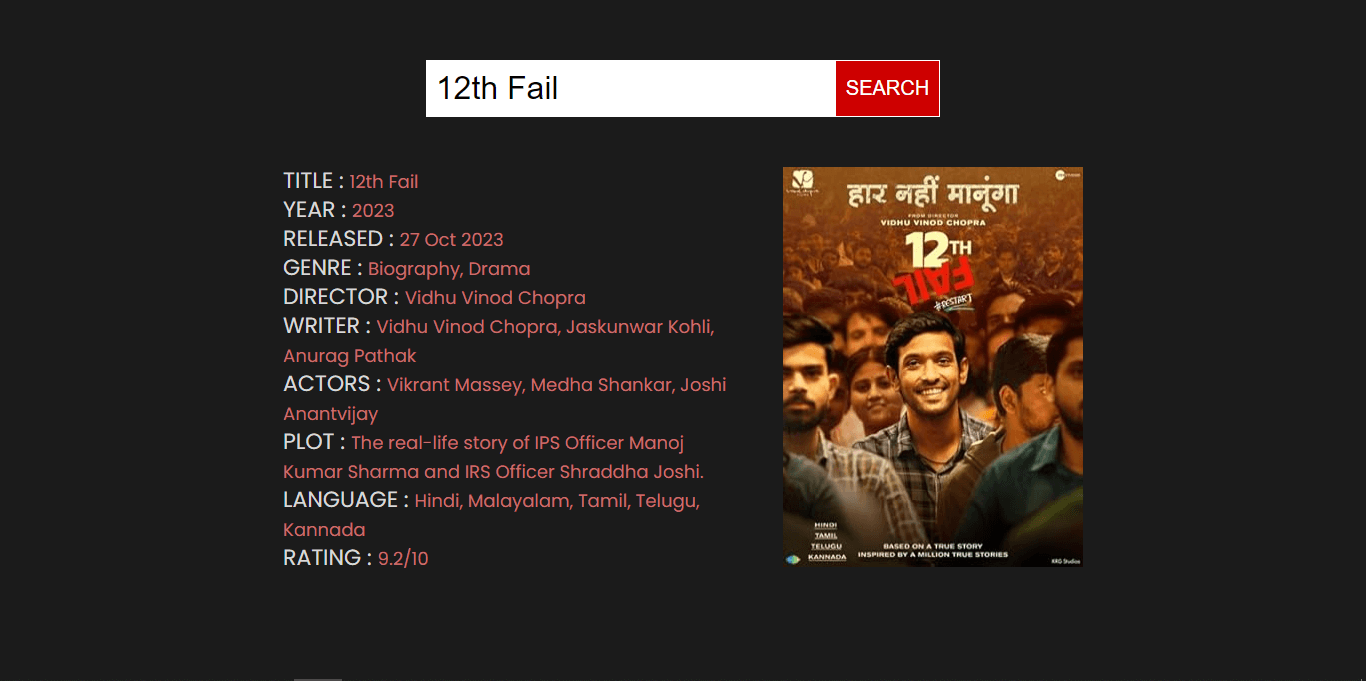 12th Fail
SEARCH
TITLE : 12th Fail
YEAR : 2023
RELEASED : 27 Oct 2023
GENRE : Biography, Drama
DIRECTOR : Vidhu Vinod Chopra
WRITER : Vidhu Vinod Chopra, Jaskunwar Kohli,
Anurag Pathak
ACTORS : Vikrant Massey, Medha Shankar, Joshi
Anantvijay
PLOT : The real-life story of IPS Officer Manoj
Kumar Sharma and IRS Officer Shraddha Joshi.
LANGUAGE : Hindi, Malayalam, Tamil, Telugu,
Kannada
RATING : 9.2/10
हार नहीं मानूंगा
FROM DIRECTOR
VIDHU VINOD CHOPRA
12TH
FAIL
#RESTART
HINDI
TAMIL
TELUGU
KANNADA
BASED ON A TRUE STORY
INSPIRED BY A MILLION TRUE STORIES